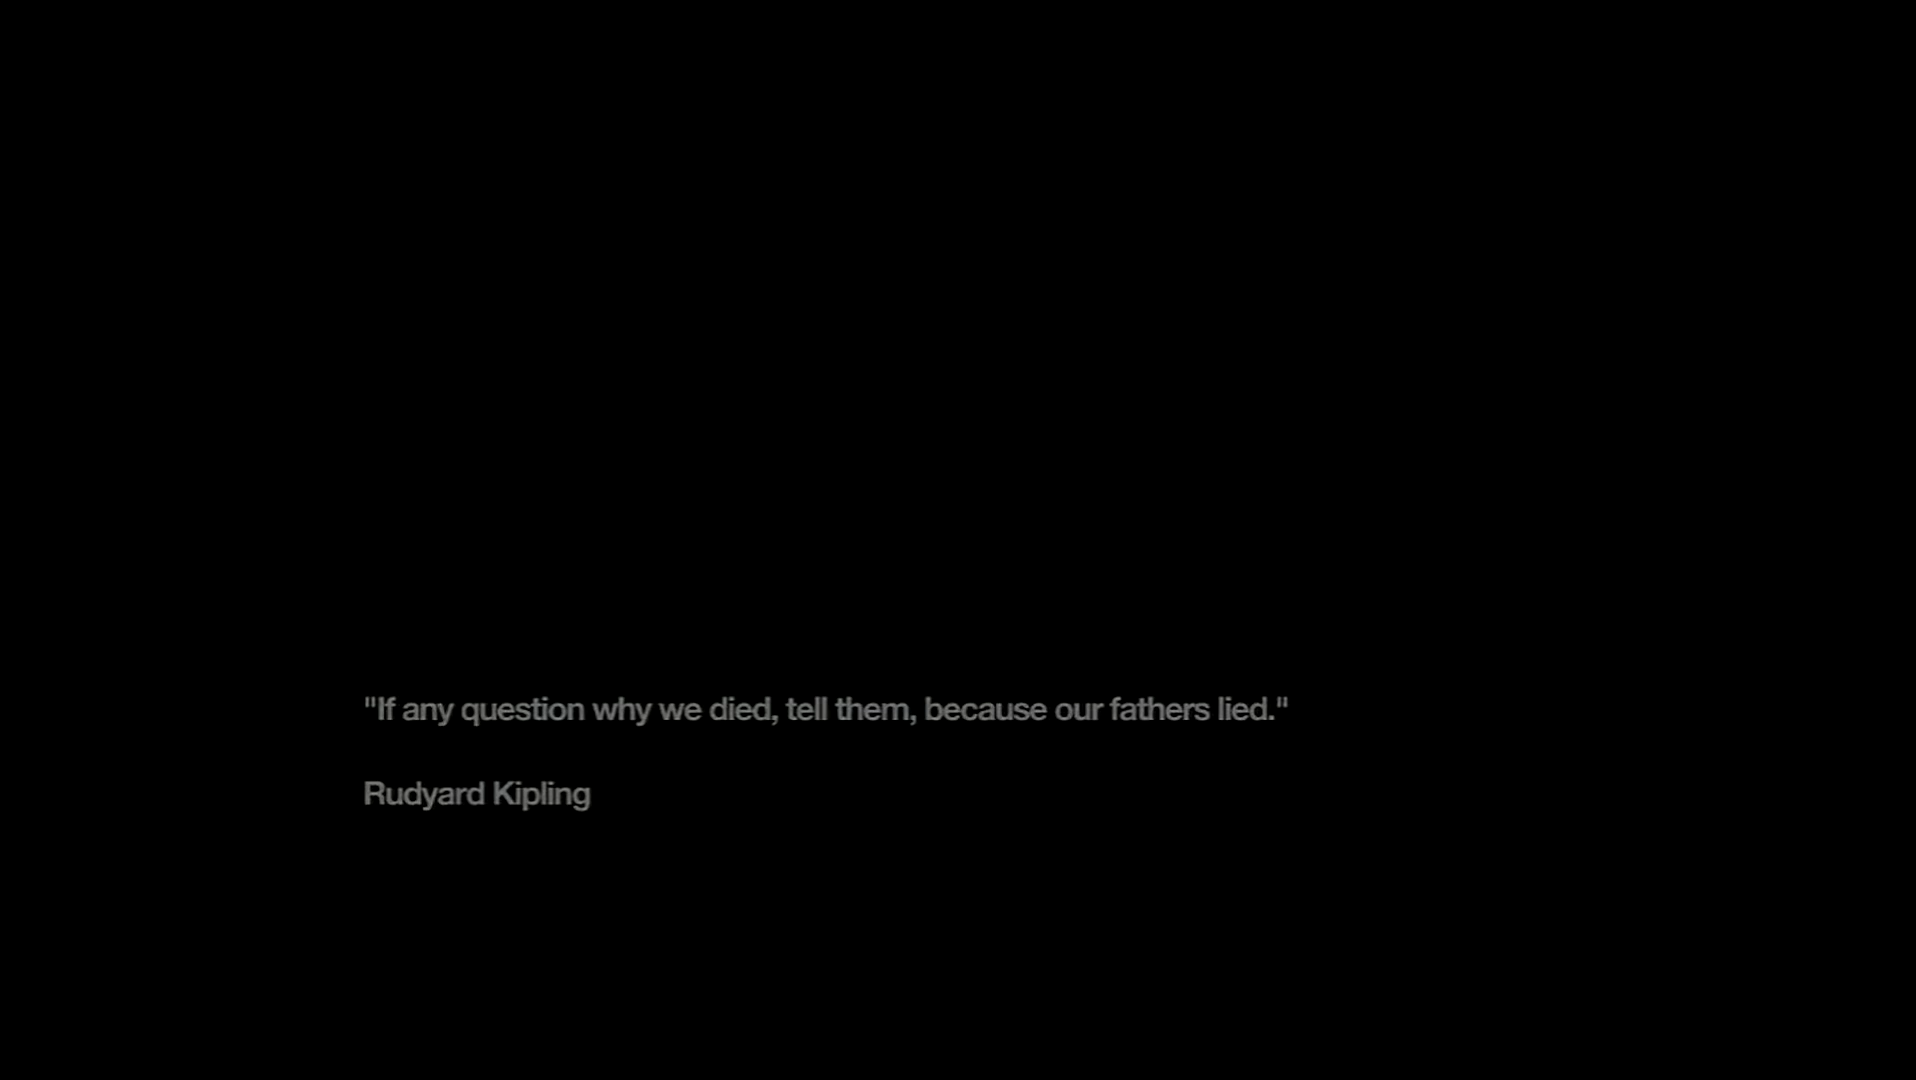 "If any question why we died, tell them, because our fathers lied."
Rudyard Kipling